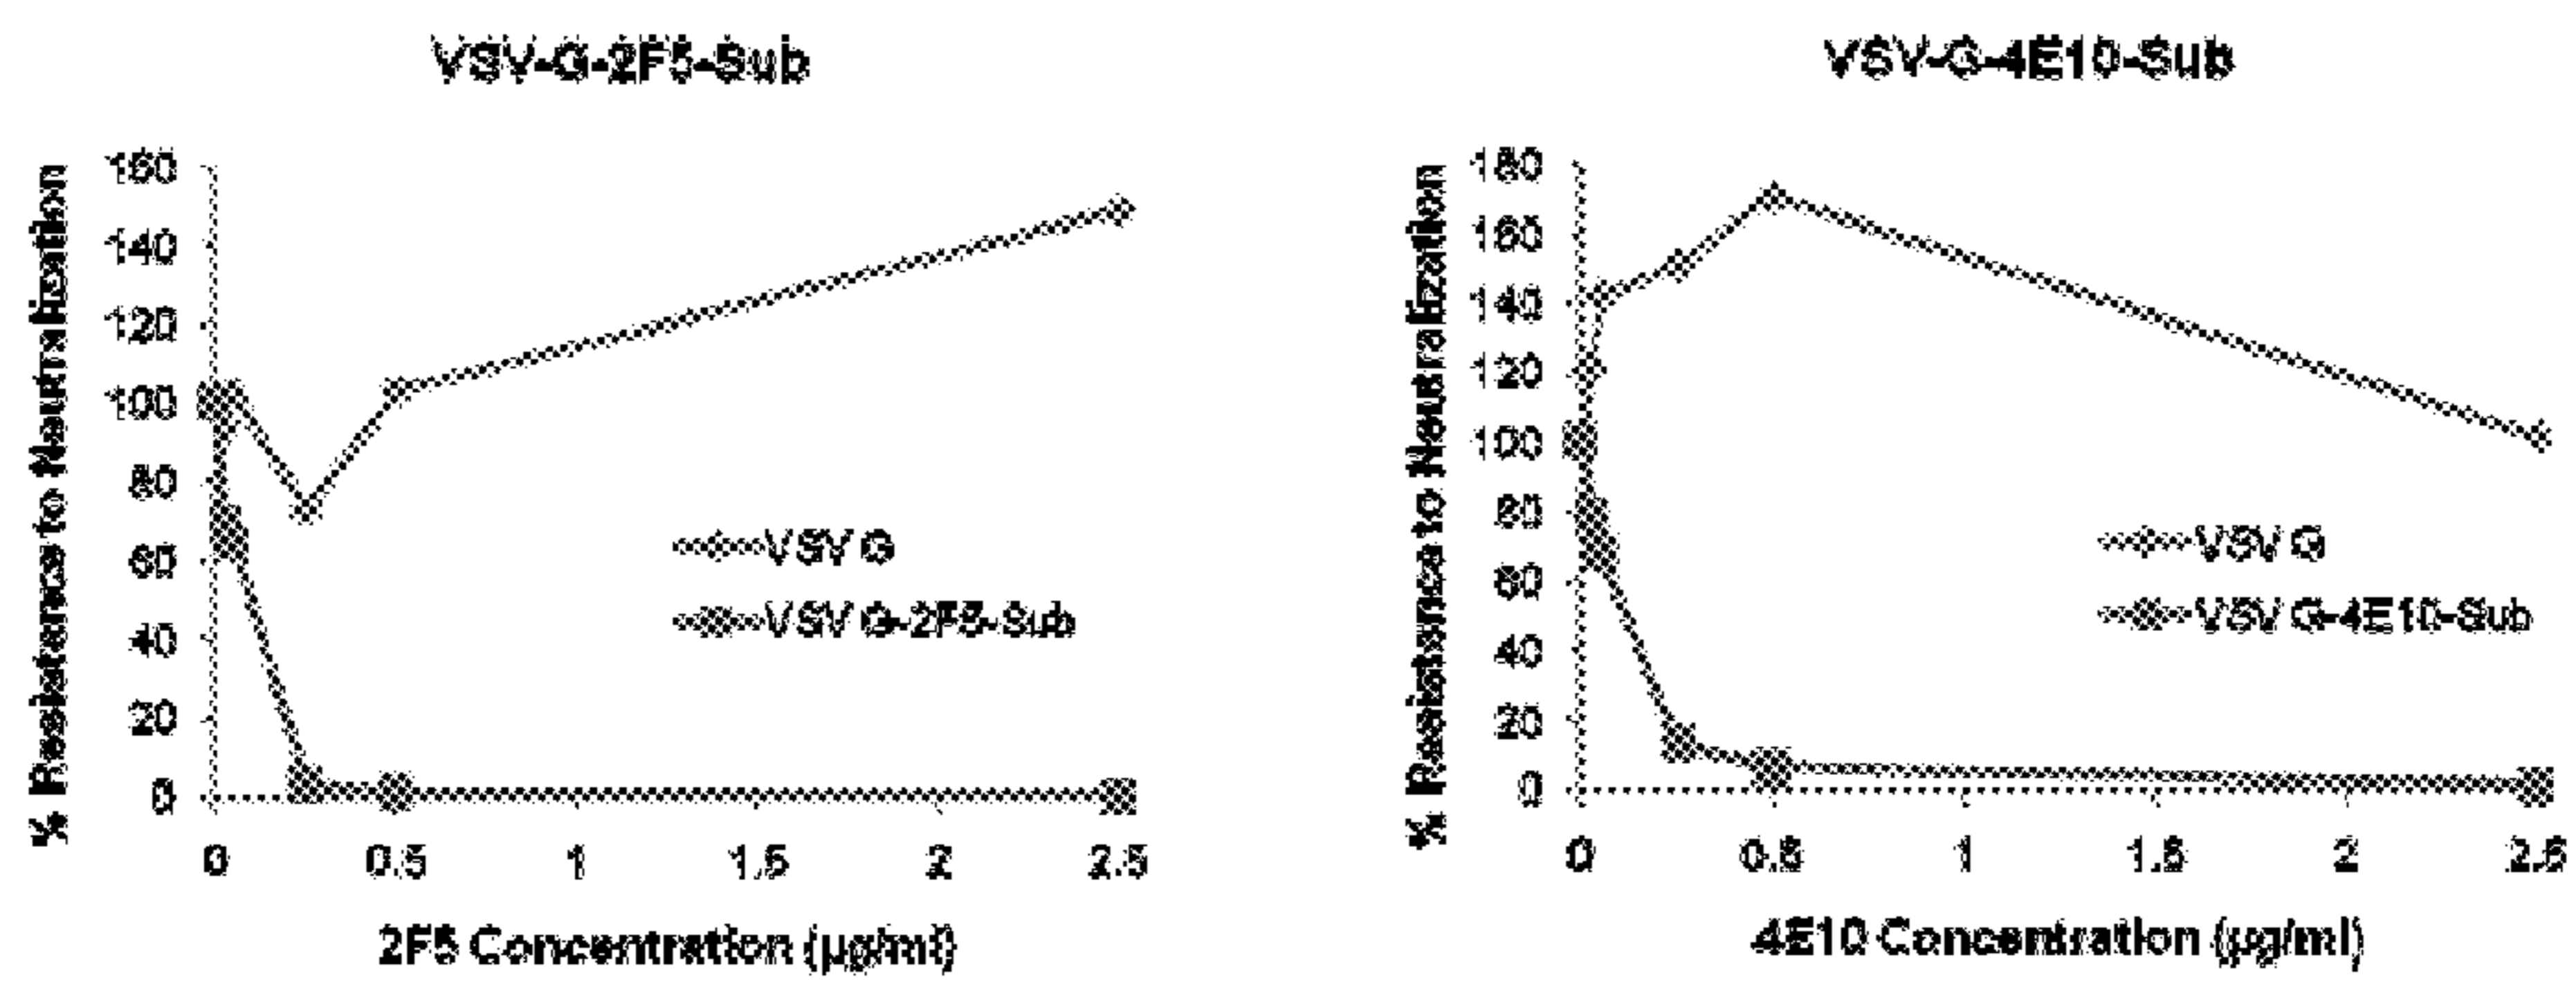 VSV-G-2F5-Sub
% Resistence to Neutralization
160
140
120
100
80
60
40
20
0
0 0.5 1 1.5 2 2.5
2F5 Concentration (µg/ml)
VSV G
VSV G-2F5-Sub
VSV-G-4E10-Sub
% Resistence to Neutralization
180
160
140
120
100
80
60
40
20
0
0 0.5 1 1.5 2 2.5
4E10 Concentration (µg/ml)
VSV G
VSV G-4E10-Sub